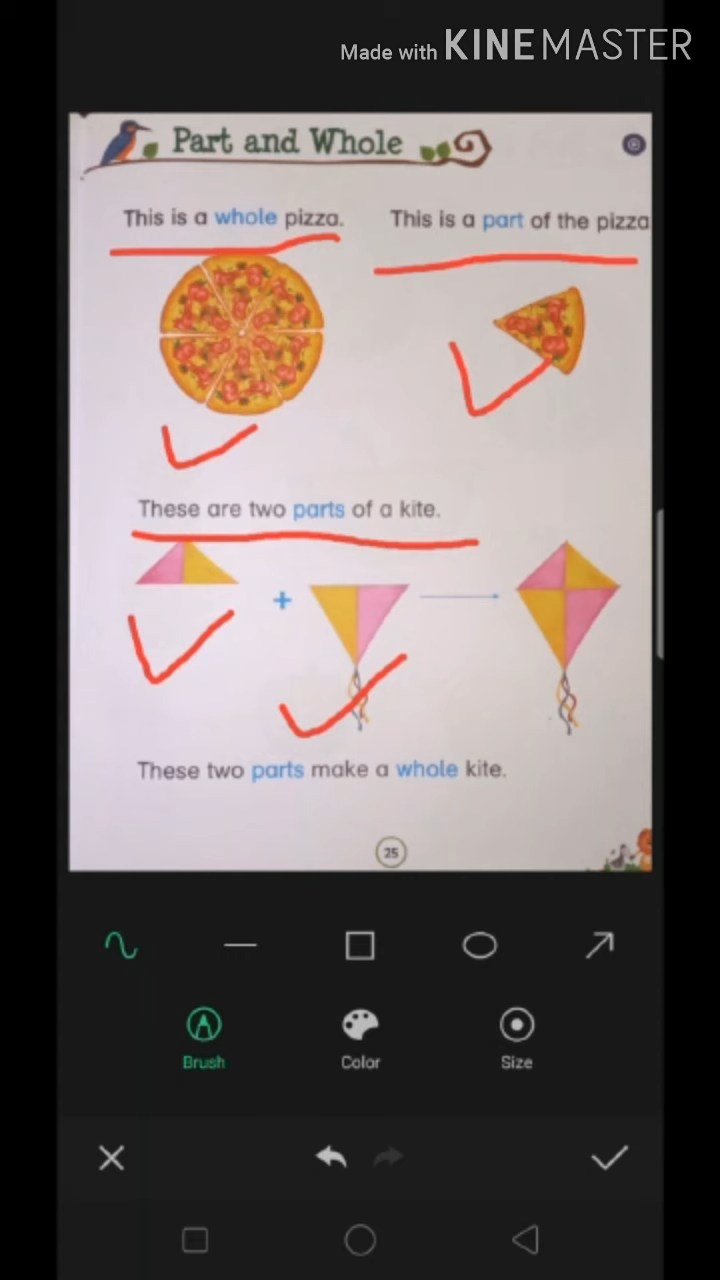 Made with KINEMASTER
Part and Whole
This is a whole pizza.
This is a part of the pizza
These are two parts of a kite.
+
These two parts make a whole kite.
25
Brush
Color
Size